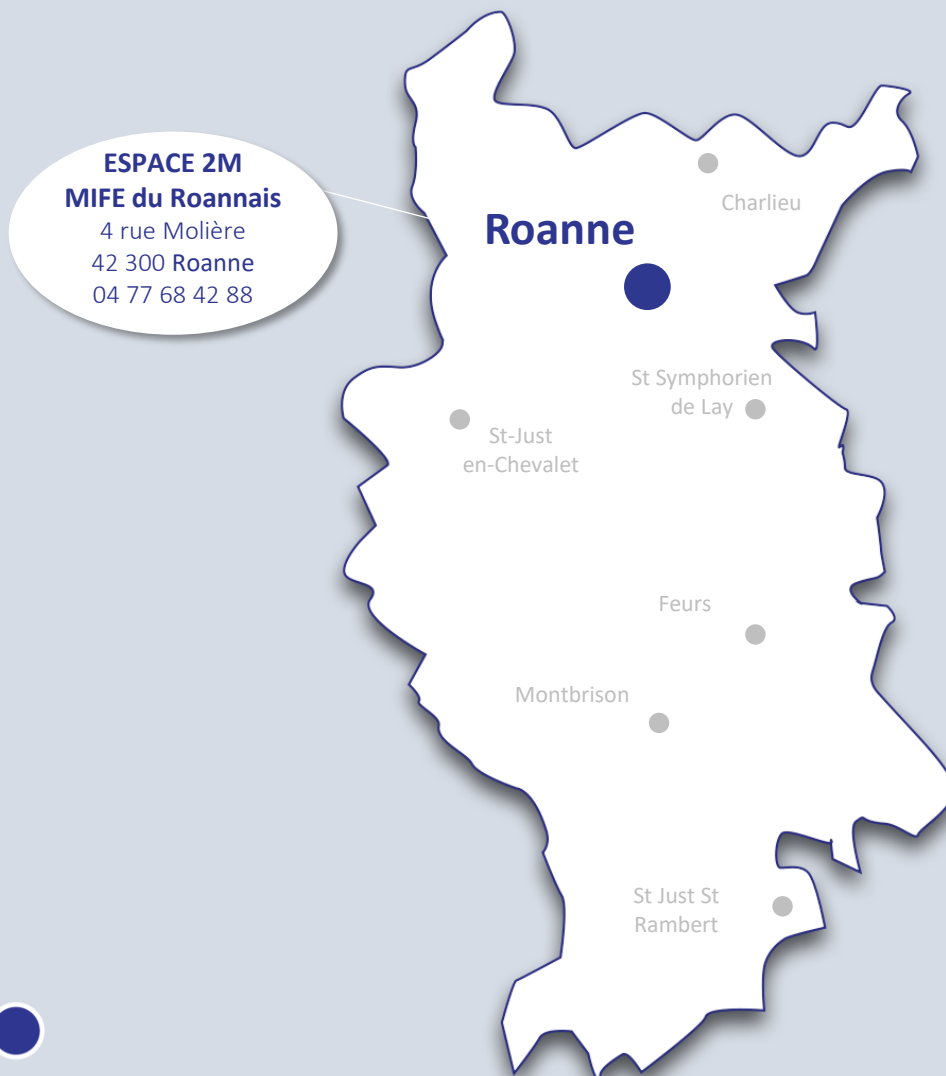 ESPACE 2M
MIFE du Roannais
4 rue Molière
42 300 Roanne
04 77 68 42 88
Charlieu
Roanne
St Symphorien
de Lay
St-Just
en-Chevalet
Feurs
Montbrison
St Just St
Rambert